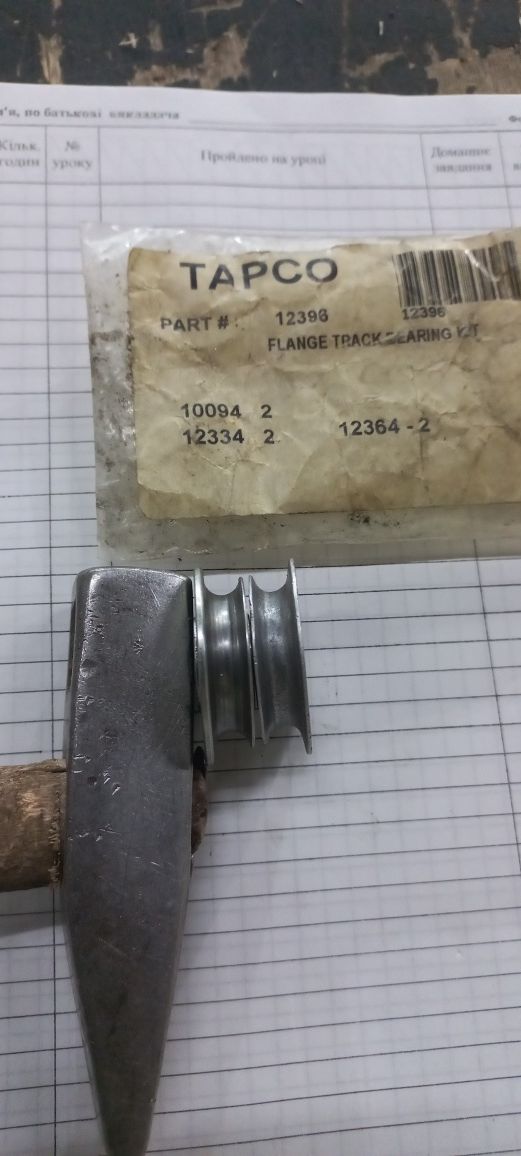 по батькові викладача
Кільк. годин
№ уроку
Пройдено на уроці
Домашнє завдання
TAPCO
PART # : 12396
12396
FLANGE TRACK BEARING KIT
10094 2
12334 2
12364 - 2